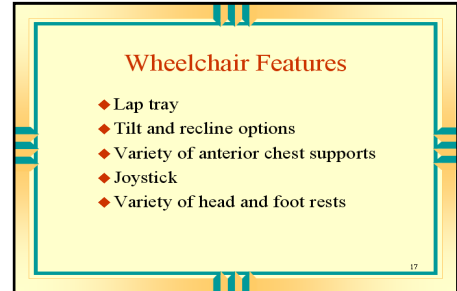 Wheelchair Features
Lap tray
Tilt and recline options
Variety of anterior chest supports
Joystick
Variety of head and foot rests
17